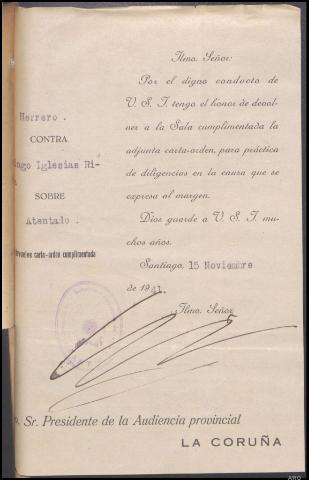 Ilmo. Señor:
Por el digno conducto de
V. S. I. tengo el honor de devol-
ver a la Sala cumplimentada la
adjunta carta-orden, para práctica
de diligencias en la causa que se
expresa al margen.
Dios guarde a V. S. I. mu-
chos años.
Santiago, 15 Noviembre
de 1941.
Ilmo. Señor
Herrero.
CONTRA
ingo Iglesias Ri-
SOBRE
Atentado.
carta-orden cumplimentada
Sr. Presidente de la Audiencia provincial
LA CORUÑA